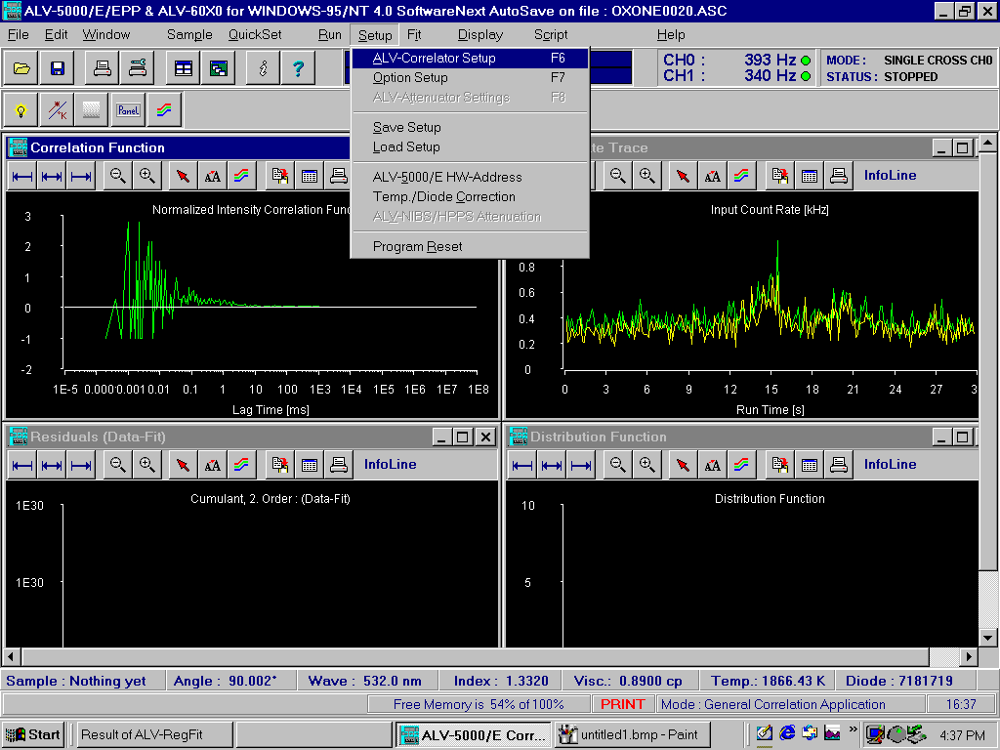 ALV-5000/E/EPP & ALV-60X0 for WINDOWS-95/NT 4.0 SoftwareNext AutoSave on file : OXONE0020.ASC
File Edit Window Sample QuickSet Run Setup Fit Display Script Help
ALV-Correlator Setup F6
Option Setup F7
ALV-Attenuator Settings F8
Save Setup
Load Setup
ALV-5000/E HW-Address
Temp./Diode Correction
ALV-NIBS/HPPS Attenuation
Program Reset
CH0 : 393 Hz
CH1 : 340 Hz
MODE : SINGLE CROSS CH0
STATUS : STOPPED
Panel
Correlation Function
Normalized Intensity Correlation Fun
3
2
1
0
-1
-2
1E-5 0.000 0.001 0.01 0.1 1 10 100 1E3 1E4 1E5 1E6 1E7 1E8
Lag Time [ms]
te Trace
InfoLine
Input Count Rate [kHz]
0.8
0.6
0.4
0.2
0
0 3 6 9 12 15 18 21 24 27 3
Run Time [s]
Residuals (Data-Fit)
InfoLine
Cumulant, 2. Order : (Data-Fit)
1E30
1E30
Distribution Function
InfoLine
Distribution Function
10
5
Sample : Nothing yet Angle : 90.002° Wave : 532.0 nm Index : 1.3320 Visc.: 0.8900 cp Temp.: 1866.43 K Diode : 7181719
Free Memory is 54% of 100% PRINT Mode : General Correlation Application 16:37
Start Result of ALV-RegFit ALV-5000/E Corr... untitled1.bmp - Paint » 4:37 PM